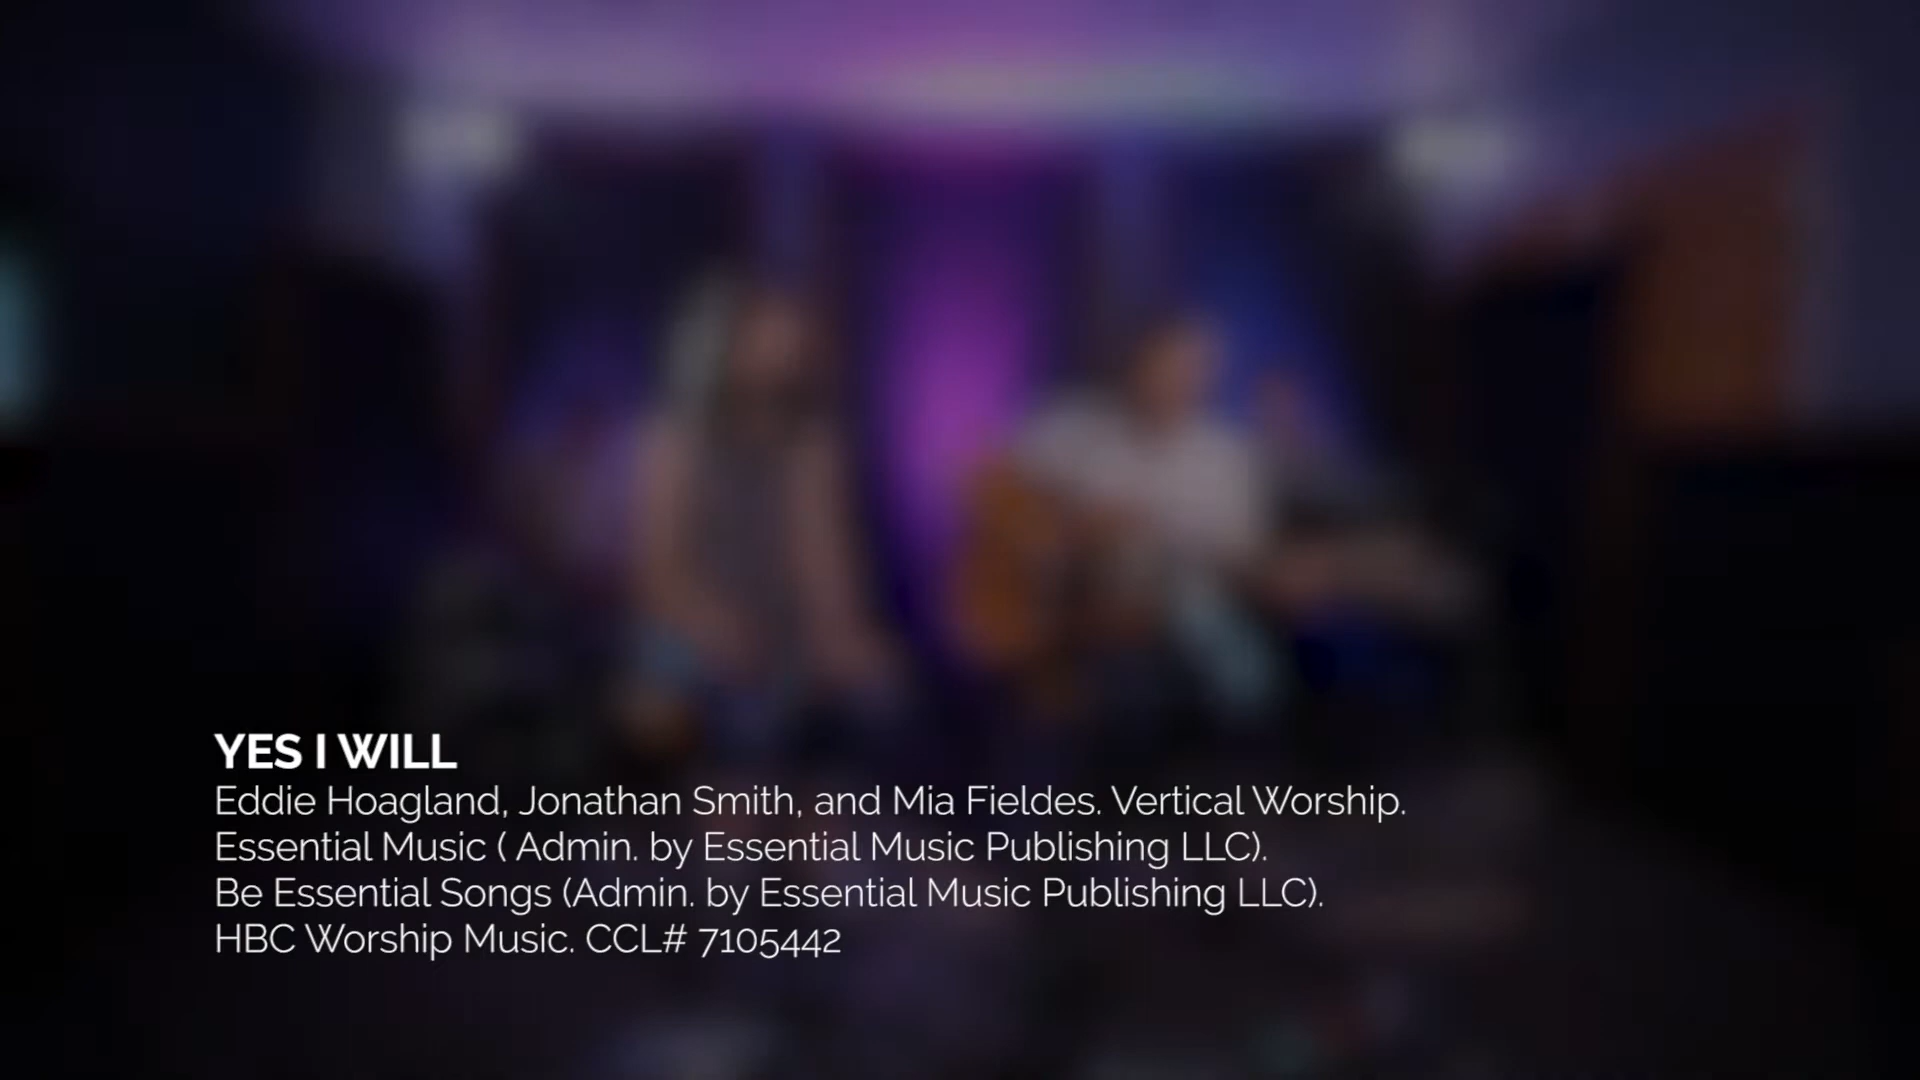 YES I WILL
Eddie Hoagland, Jonathan Smith, and Mia Fieldes. Vertical Worship.
Essential Music ( Admin. by Essential Music Publishing LLC).
Be Essential Songs (Admin. by Essential Music Publishing LLC).
HBC Worship Music. CCL# 7105442